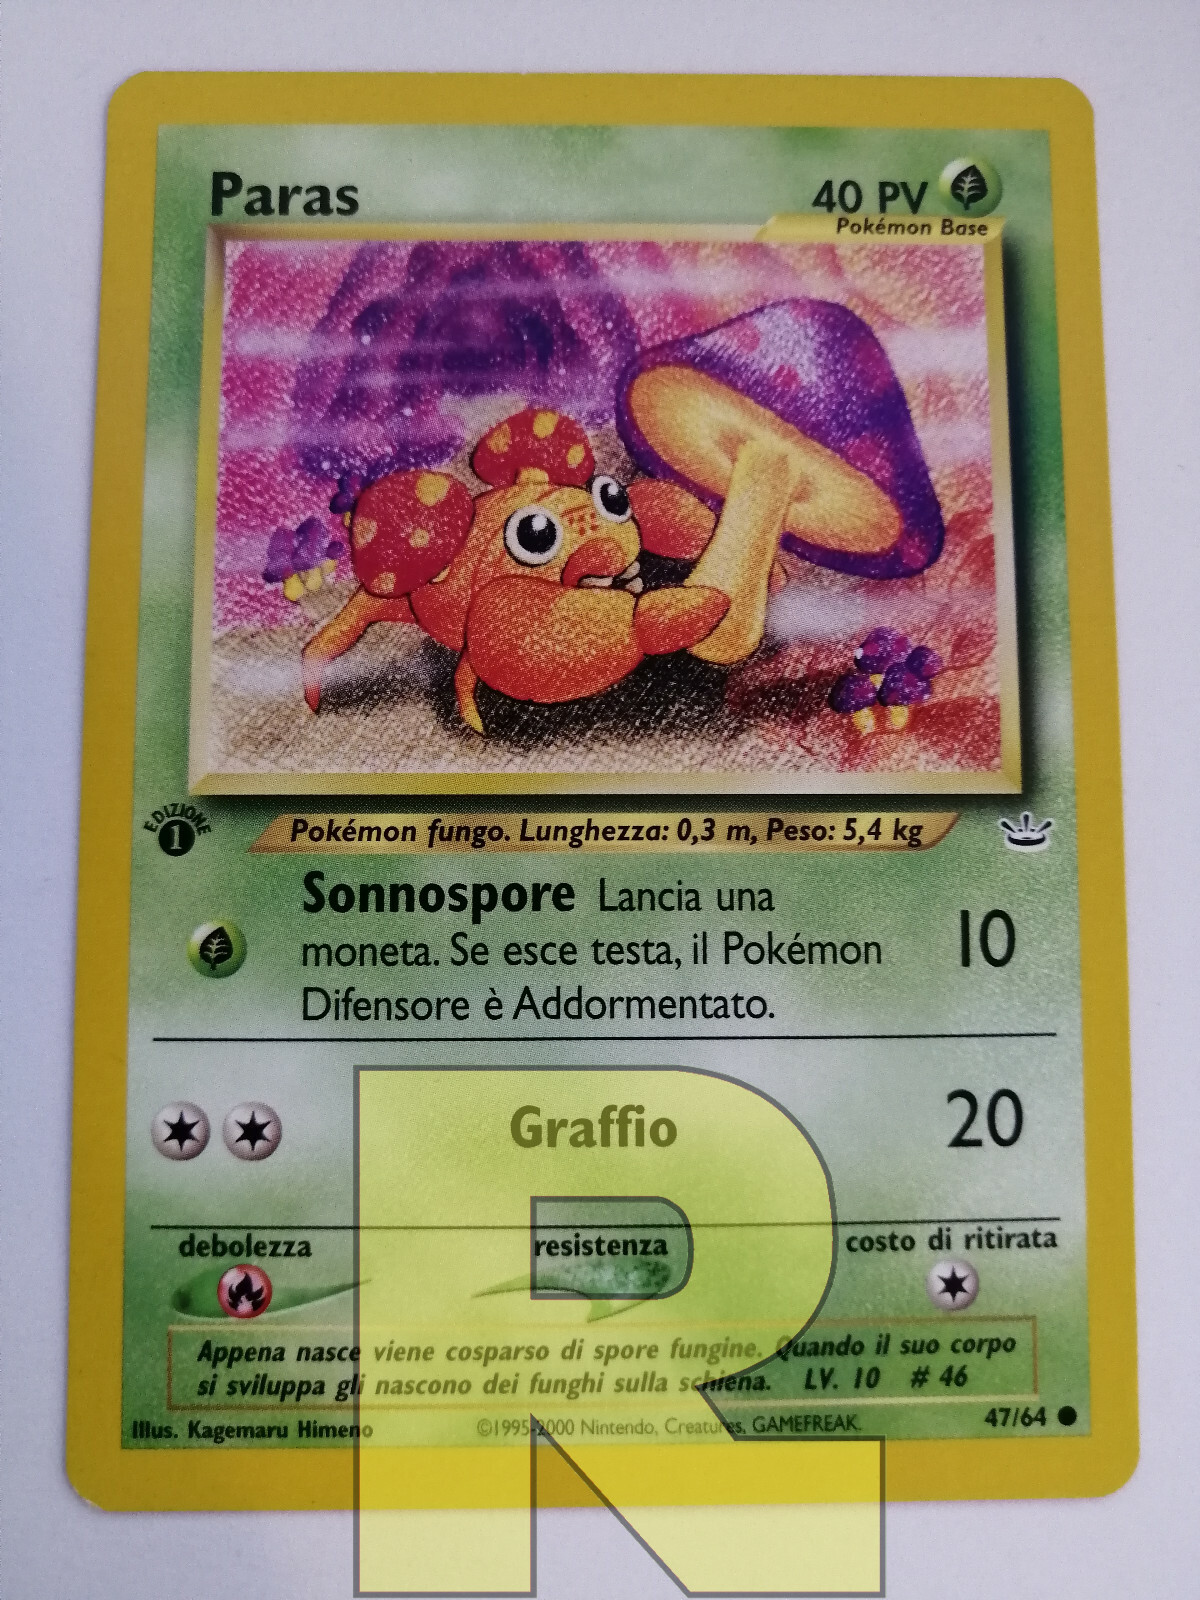 Paras
40 PV
Pokémon Base
EDIZIONE
1
Pokémon fungo. Lunghezza: 0,3 m, Peso: 5,4 kg
Sonnospore Lancia una
moneta. Se esce testa, il Pokémon
Difensore è Addormentato.
10
Graffio
20
debolezza
resistenza
costo di ritirata
Appena nasce viene cosparso di spore fungine. Quando il suo corpo
si sviluppa gli nascono dei funghi sulla schiena. LV. 10 # 46
Illus. Kagemaru Himeno
©1995-2000 Nintendo, Creatures, GAMEFREAK.
47/64
R